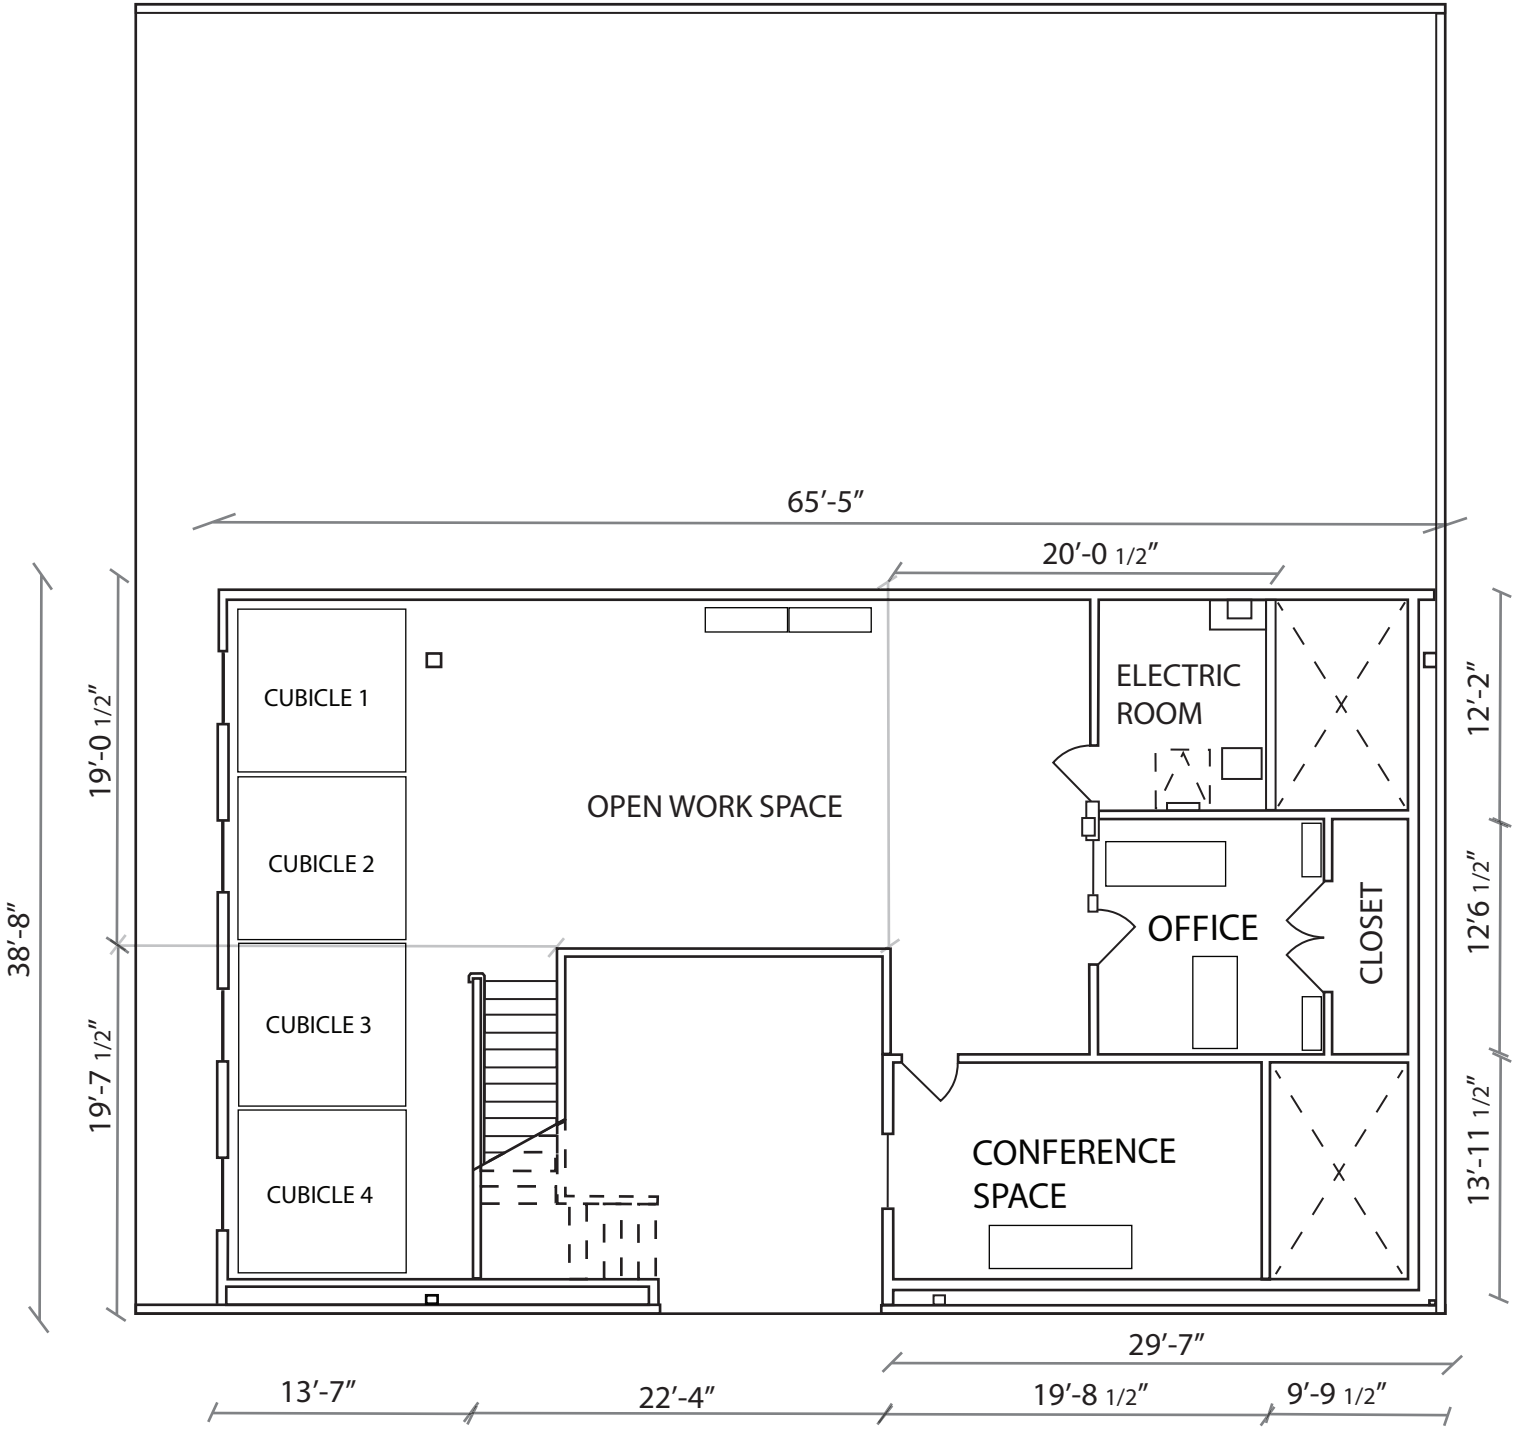 65’-5”
20’-0 1/2”
CUBICLE 1
ELECTRIC
ROOM
X
12’-2”
19’-0 1/2”
OPEN WORK SPACE
CUBICLE 2
OFFICE
CLOSET
12’6 1/2”
38’-8”
CUBICLE 3
19’-7 1/2”
CONFERENCE
SPACE
X
13’-11 1/2”
CUBICLE 4
29’-7”
13’-7”
22’-4”
19’-8 1/2”
9’-9 1/2”